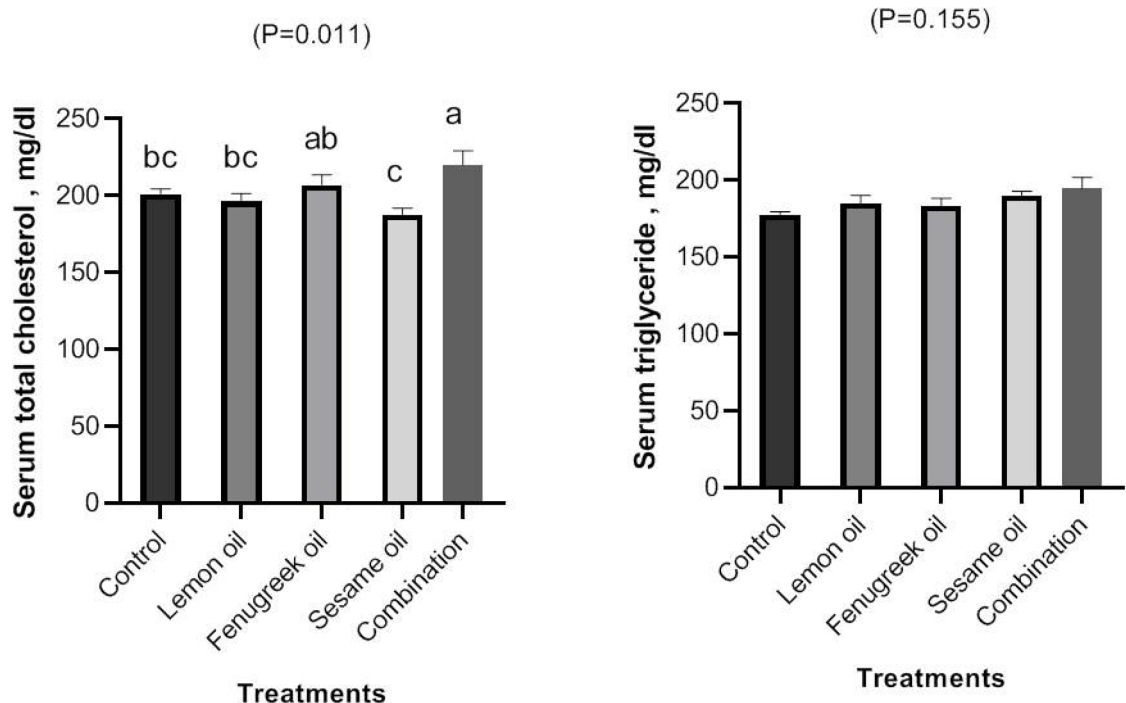 (P=0.011)
Serum total cholesterol , mg/dl
250
200
150
100
50
0
bc
bc
ab
c
a
Control
Lemon oil
Fenugreek oil
Sesame oil
Combination
Treatments
(P=0.155)
Serum triglyceride , mg/dl
250
200
150
100
50
0
Control
Lemon oil
Fenugreek oil
Sesame oil
Combination
Treatments